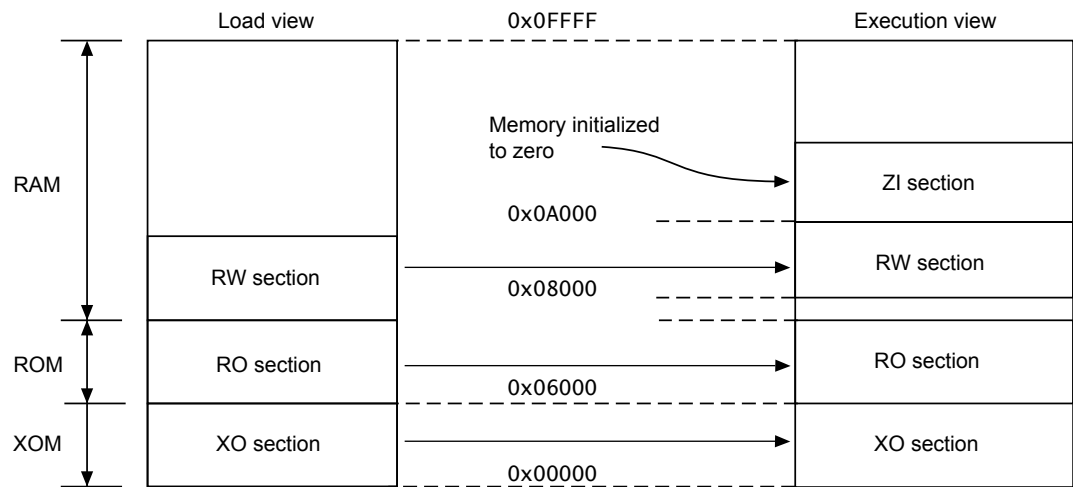 Load view
0x0FFFF
Execution view
Memory initialized
to zero
RAM
ZI section
0x0A000
RW section
RW section
0x08000
ROM
RO section
RO section
0x06000
XOM
XO section
XO section
0x00000